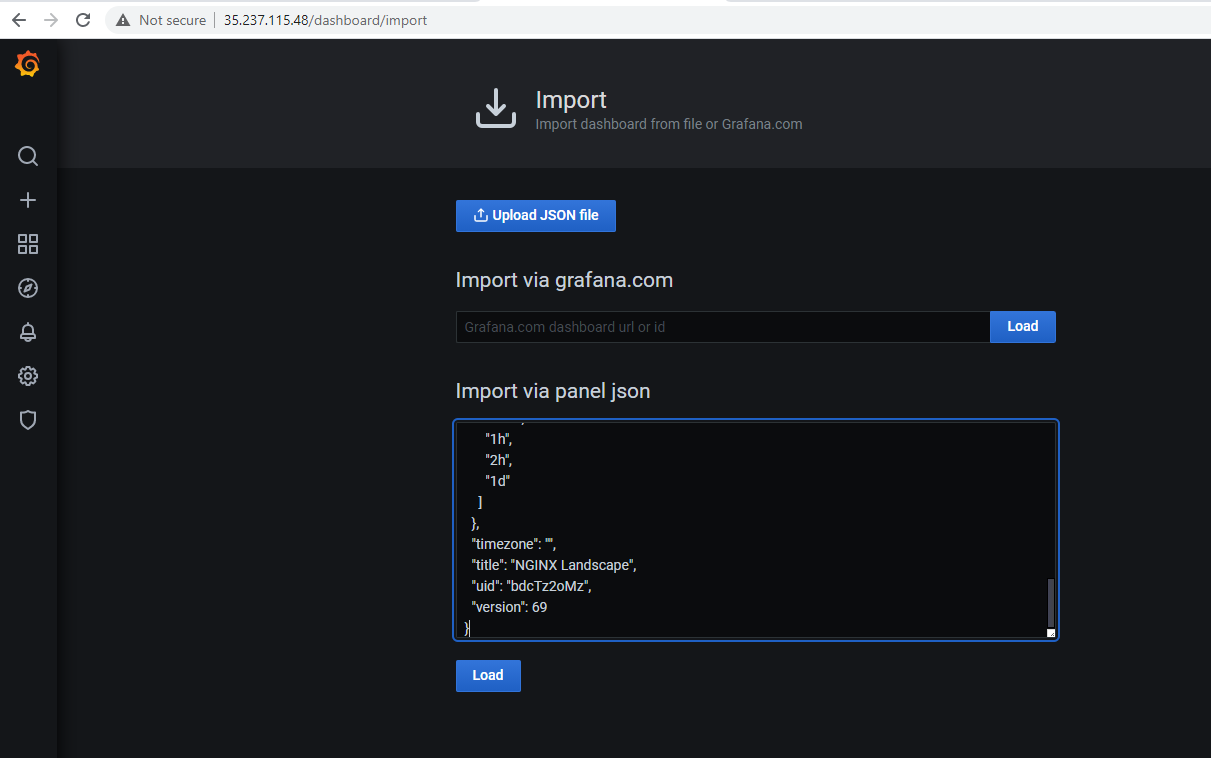 Not secure | 35.237.115.48/dashboard/import
Import
Import dashboard from file or Grafana.com
Upload JSON file
Import via grafana.com
Grafana.com dashboard url or id
Load
Import via panel json
"1h",
"2h",
"1d"
]
},
"timezone": "",
"title": "NGINX Landscape",
"uid": "bdcTz2oMz",
"version": 69
}
Load